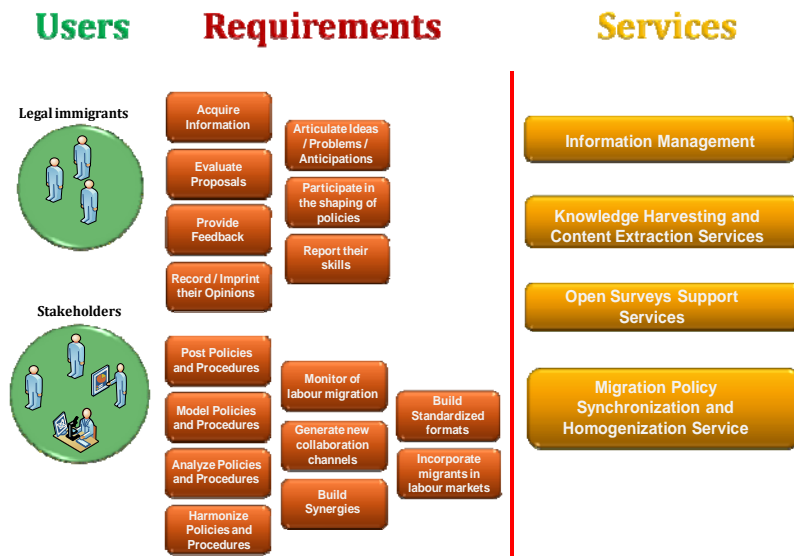 Users
Requirements
Services
Legal immigrants
Acquire
Information
Evaluate
Proposals
Provide
Feedback
Record / Imprint
their Opinions
Articulate Ideas
/ Problems /
Anticipations
Participate in
the shaping of
policies
Report their
skills
Stakeholders
Post Policies
and Procedures
Model Policies
and Procedures
Analyze Policies
and Procedures
Harmonize
Policies and
Procedures
Monitor of
labour migration
Generate new
collaboration
channels
Build
Synergies
Build
Standardized
formats
Incorporate
migrants in
labour markets
Information Management
Knowledge Harvesting and
Content Extraction Services
Open Surveys Support
Services
Migration Policy
Synchronization and
Homogenization Service